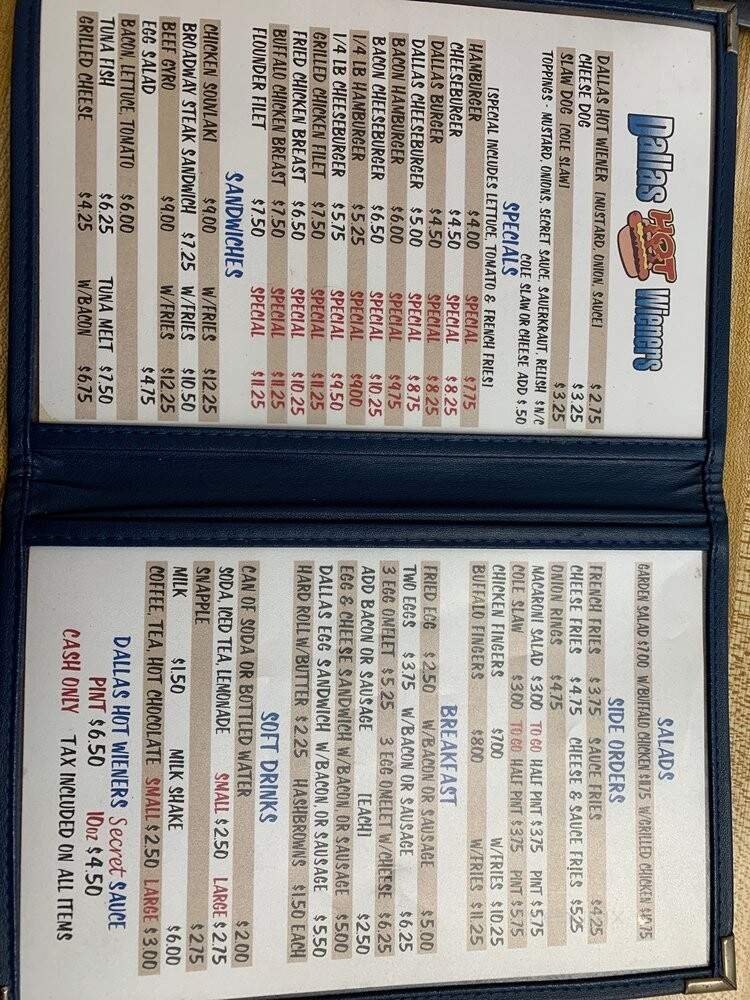 Dallas HOT Wieners
DALLAS HOT WIENER (MUSTARD, ONION, SAUCE) $2.75
CHEESE DOG $3.25
SLAW DOG (COLE SLAW) $3.25
TOPPINGS - MUSTARD, ONIONS, SECRET SAUCE, SAUERKRAUT, RELISH $N/C
COLE SLAW OR CHEESE ADD $.50
SPECIALS
(SPECIAL INCLUDES LETTUCE, TOMATO & FRENCH FRIES)
HAMBURGER $4.00 SPECIAL $7.75
CHEESEBURGER $4.50 SPECIAL $8.25
DALLAS BURGER $4.50 SPECIAL $8.25
DALLAS CHEESEBURGER $5.00 SPECIAL $8.75
BACON HAMBURGER $6.00 SPECIAL $9.75
BACON CHEESEBURGER $6.50 SPECIAL $10.25
1/4 LB HAMBURGER $5.25 SPECIAL $9.00
1/4 LB CHEESEBURGER $5.75 SPECIAL $9.50
GRILLED CHICKEN FILET $7.50 SPECIAL $11.25
FRIED CHICKEN BREAST $6.50 SPECIAL $10.25
BUFFALO CHICKEN BREAST $7.50 SPECIAL $11.25
FLOUNDER FILET $7.50 SPECIAL $11.25
SANDWICHES
CHICKEN SOUVLAKI $9.00 W/FRIES $12.25
BROADWAY STEAK SANDWICH $7.25 W/FRIES $10.50
BEEF GYRO $9.00 W/FRIES $12.25
EGG SALAD $4.75
BACON, LETTUCE, TOMATO $6.00
TUNA FISH $6.25 TUNA MELT $7.50
GRILLED CHEESE $4.25 W/BACON $6.75
SALADS
GARDEN SALAD $7.00 W/BUFFALO CHICKEN $11.75 W/GRILLED CHICKEN
SIDE ORDERS
FRENCH FRIES $3.75 SAUCE FRIES $4.25
CHEESE FRIES $4.75 CHEESE & SAUCE FRIES $5.25
ONION RINGS $4.75
MACARONI SALAD $3.00 TO GO HALF PINT $3.75 PINT $5.75
COLE SLAW $3.00 TO GO HALF PINT $3.75 PINT $5.75
CHICKEN FINGERS $7.00 W/FRIES $10.25
BUFFALO FINGERS $8.00 W/FRIES $11.25
BREAKFAST
FRIED EGG $2.50 W/BACON OR SAUSAGE $5.00
TWO EGGS $3.75 W/BACON OR SAUSAGE $6.25
3 EGG OMELET $5.25 3 EGG OMELET W/CHEESE $6.25
ADD BACON OR SAUSAGE (EACH) $2.50
EGG & CHEESE SANDWICH W/BACON, OR SAUSAGE $5.00
DALLAS EGG SANDWICH W/BACON, OR SAUSAGE $5.50
HARD ROLL W/BUTTER $2.25 HASHBROWNS $1.50 EACH
SOFT DRINKS
CAN OF SODA OR BOTTLED WATER $2.00
SODA, ICED TEA, LEMONADE SMALL $2.50 LARGE $2.75
SNAPPLE $2.75
MILK $1.50 MILK SHAKE $6.00
COFFEE, TEA, HOT CHOCOLATE SMALL $2.50 LARGE $3.00
DALLAS HOT WIENERS Secret SAUCE
PINT $6.50 10oz $4.50
CASH ONLY TAX INCLUDED ON ALL ITEMS